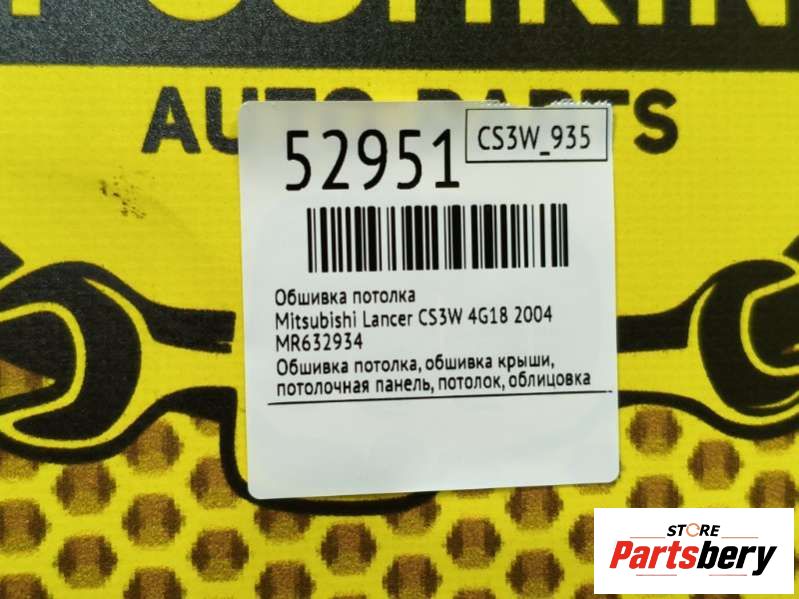 AUTO PARTS
52951
CS3W_935
Обшивка потолка
Mitsubishi Lancer CS3W 4G18 2004
MR632934
Обшивка потолка, обшивка крыши,
потолочная панель, потолок, облицовка
STORE
Partsbery